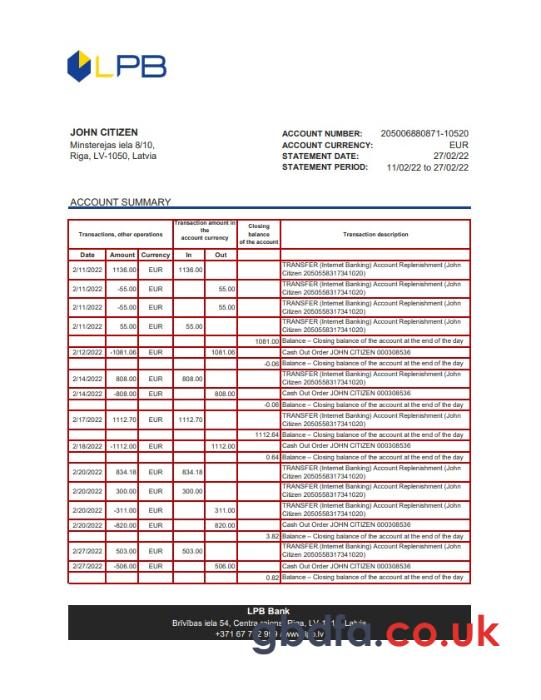 LPB
JOHN CITIZEN
Minsterejas iela 8/10,
Riga, LV-1050, Latvia
ACCOUNT NUMBER: 205006880871-10520
ACCOUNT CURRENCY: EUR
STATEMENT DATE: 27/02/22
STATEMENT PERIOD: 11/02/22 to 27/02/22
ACCOUNT SUMMARY
Transactions, other operations
Transaction amount in
the
account currency
Closing
balance
of the account
Transaction description
Date Amount Currency In Out
2/11/2022 1136.00 EUR 1136.00 TRANSFER (Internet Banking) Account Replenishment (John
Citizen 2050558317341020)
2/11/2022 -55.00 EUR 55.00 TRANSFER (Internet Banking) Account Replenishment (John
Citizen 2050558317341020)
2/11/2022 -55.00 EUR 55.00 TRANSFER (Internet Banking) Account Replenishment (John
Citizen 2050558317341020)
2/11/2022 55.00 EUR 55.00 TRANSFER (Internet Banking) Account Replenishment (John
Citizen 2050558317341020)
1081.00 Balance – Closing balance of the account at the end of the day
2/12/2022 -1081.06 EUR 1081.06 Cash Out Order JOHN CITIZEN 000308536
-0.06 Balance – Closing balance of the account at the end of the day
2/14/2022 808.00 EUR 808.00 TRANSFER (Internet Banking) Account Replenishment (John
Citizen 2050558317341020)
2/14/2022 -808.00 EUR 808.00 Cash Out Order JOHN CITIZEN 000308536
-0.06 Balance – Closing balance of the account at the end of the day
2/17/2022 1112.70 EUR 1112.70 TRANSFER (Internet Banking) Account Replenishment (John
Citizen 2050558317341020)
1112.64 Balance – Closing balance of the account at the end of the day
2/18/2022 -1112.00 EUR 1112.00 Cash Out Order JOHN CITIZEN 000308536
0.64 Balance – Closing balance of the account at the end of the day
2/20/2022 834.18 EUR 834.18 TRANSFER (Internet Banking) Account Replenishment (John
Citizen 2050558317341020)
2/20/2022 300.00 EUR 300.00 TRANSFER (Internet Banking) Account Replenishment (John
Citizen 2050558317341020)
2/20/2022 -311.00 EUR 311.00 TRANSFER (Internet Banking) Account Replenishment (John
Citizen 2050558317341020)
2/20/2022 -820.00 EUR 820.00 Cash Out Order JOHN CITIZEN 000308536
3.82 Balance – Closing balance of the account at the end of the day
2/27/2022 503.00 EUR 503.00 TRANSFER (Internet Banking) Account Replenishment (John
Citizen 2050558317341020)
2/27/2022 -506.00 EUR 506.00 Cash Out Order JOHN CITIZEN 000308536
0.82 Balance – Closing balance of the account at the end of the day
LPB Bank
Brīvības iela 54, Riga, Latvia
+371 67
gbdfa.co.uk